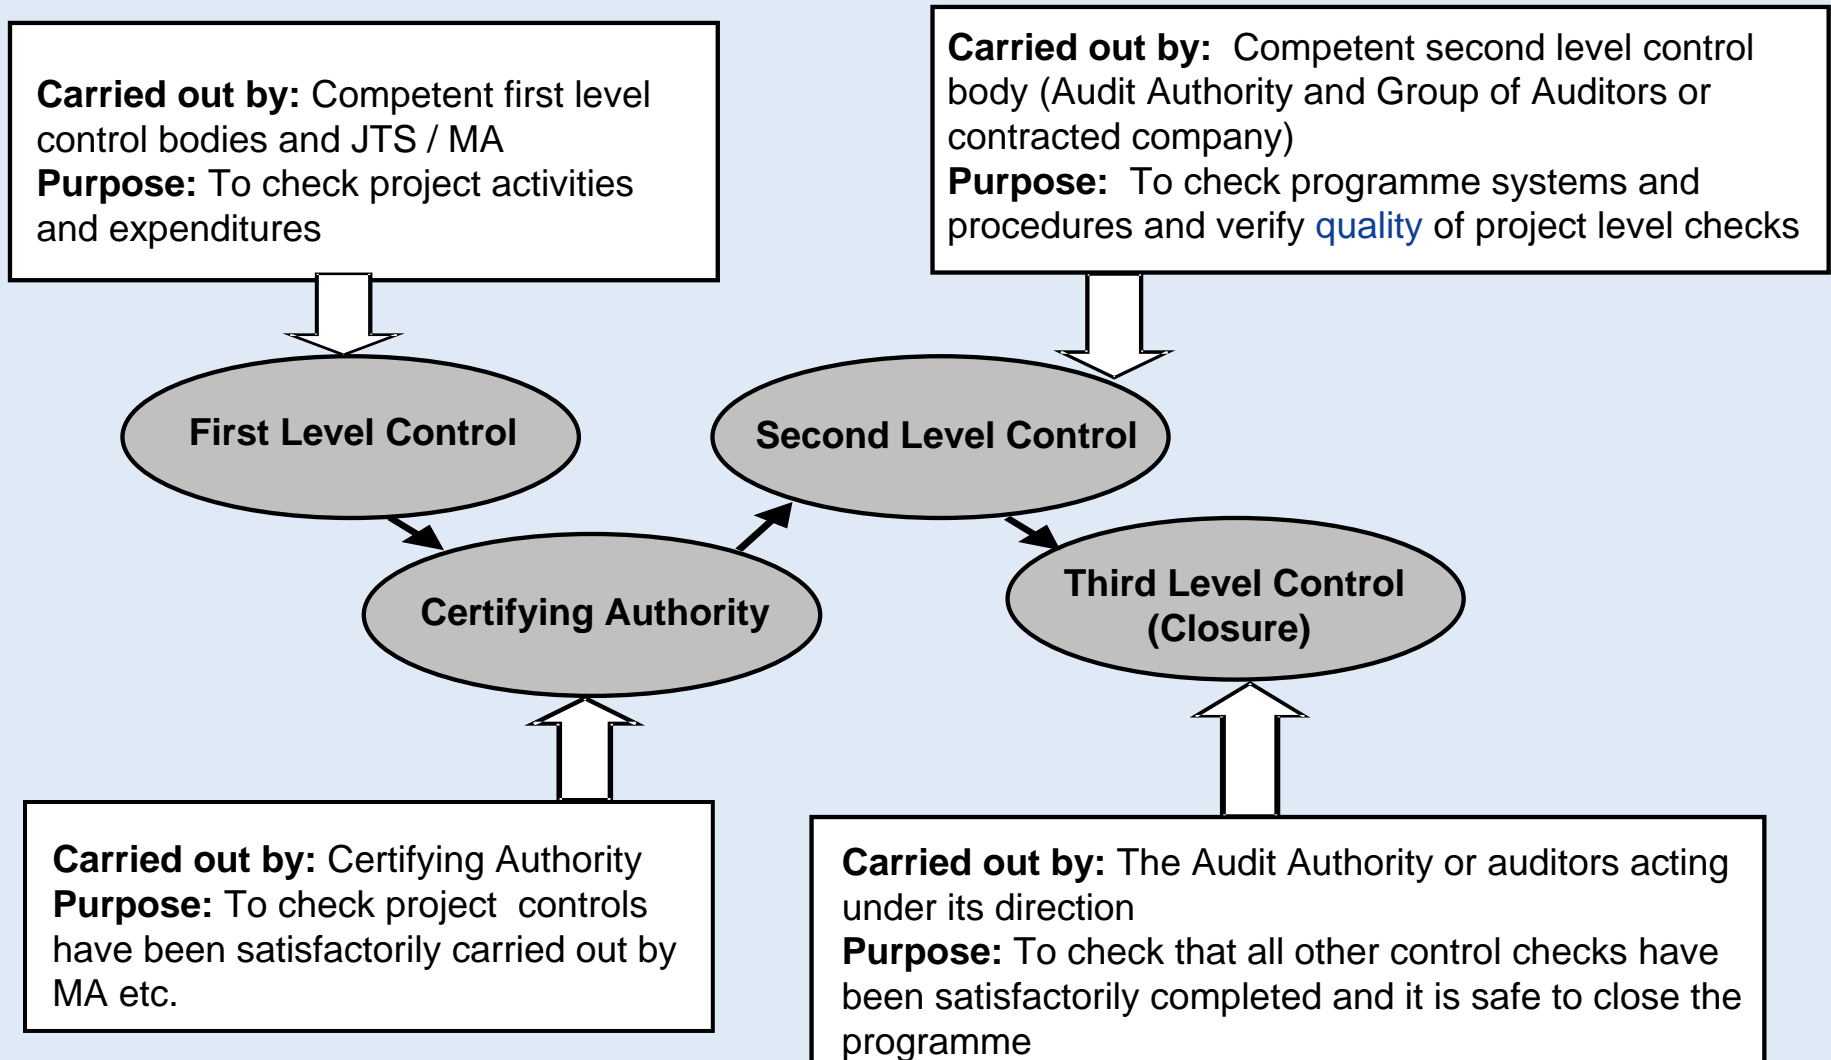 Carried out by: Competent first level
control bodies and JTS / MA
Purpose: To check project activities
and expenditures
Carried out by:  Competent second level control
body (Audit Authority and Group of Auditors or
contracted company)
Purpose:  To check programme systems and
procedures and verify quality of project level checks
First Level Control
Second Level Control
Certifying Authority
Third Level Control
(Closure)
Carried out by: Certifying Authority
Purpose: To check project  controls
have been satisfactorily carried out by
MA etc.
Carried out by: The Audit Authority or auditors acting
under its direction
Purpose: To check that all other control checks have
been satisfactorily completed and it is safe to close the
programme